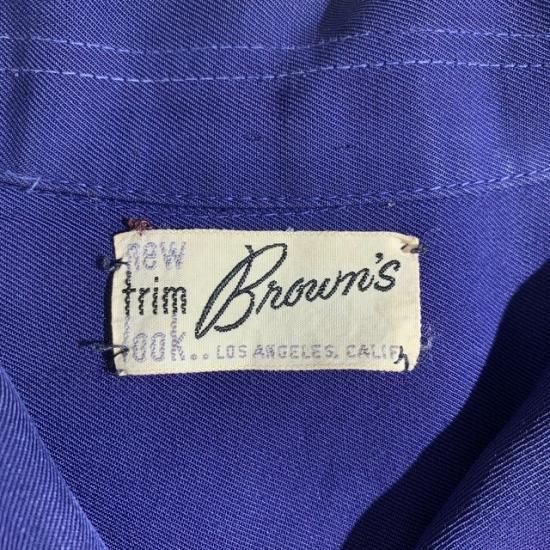 new
trim
look..
Brown's
LOS ANGELES, CALIF